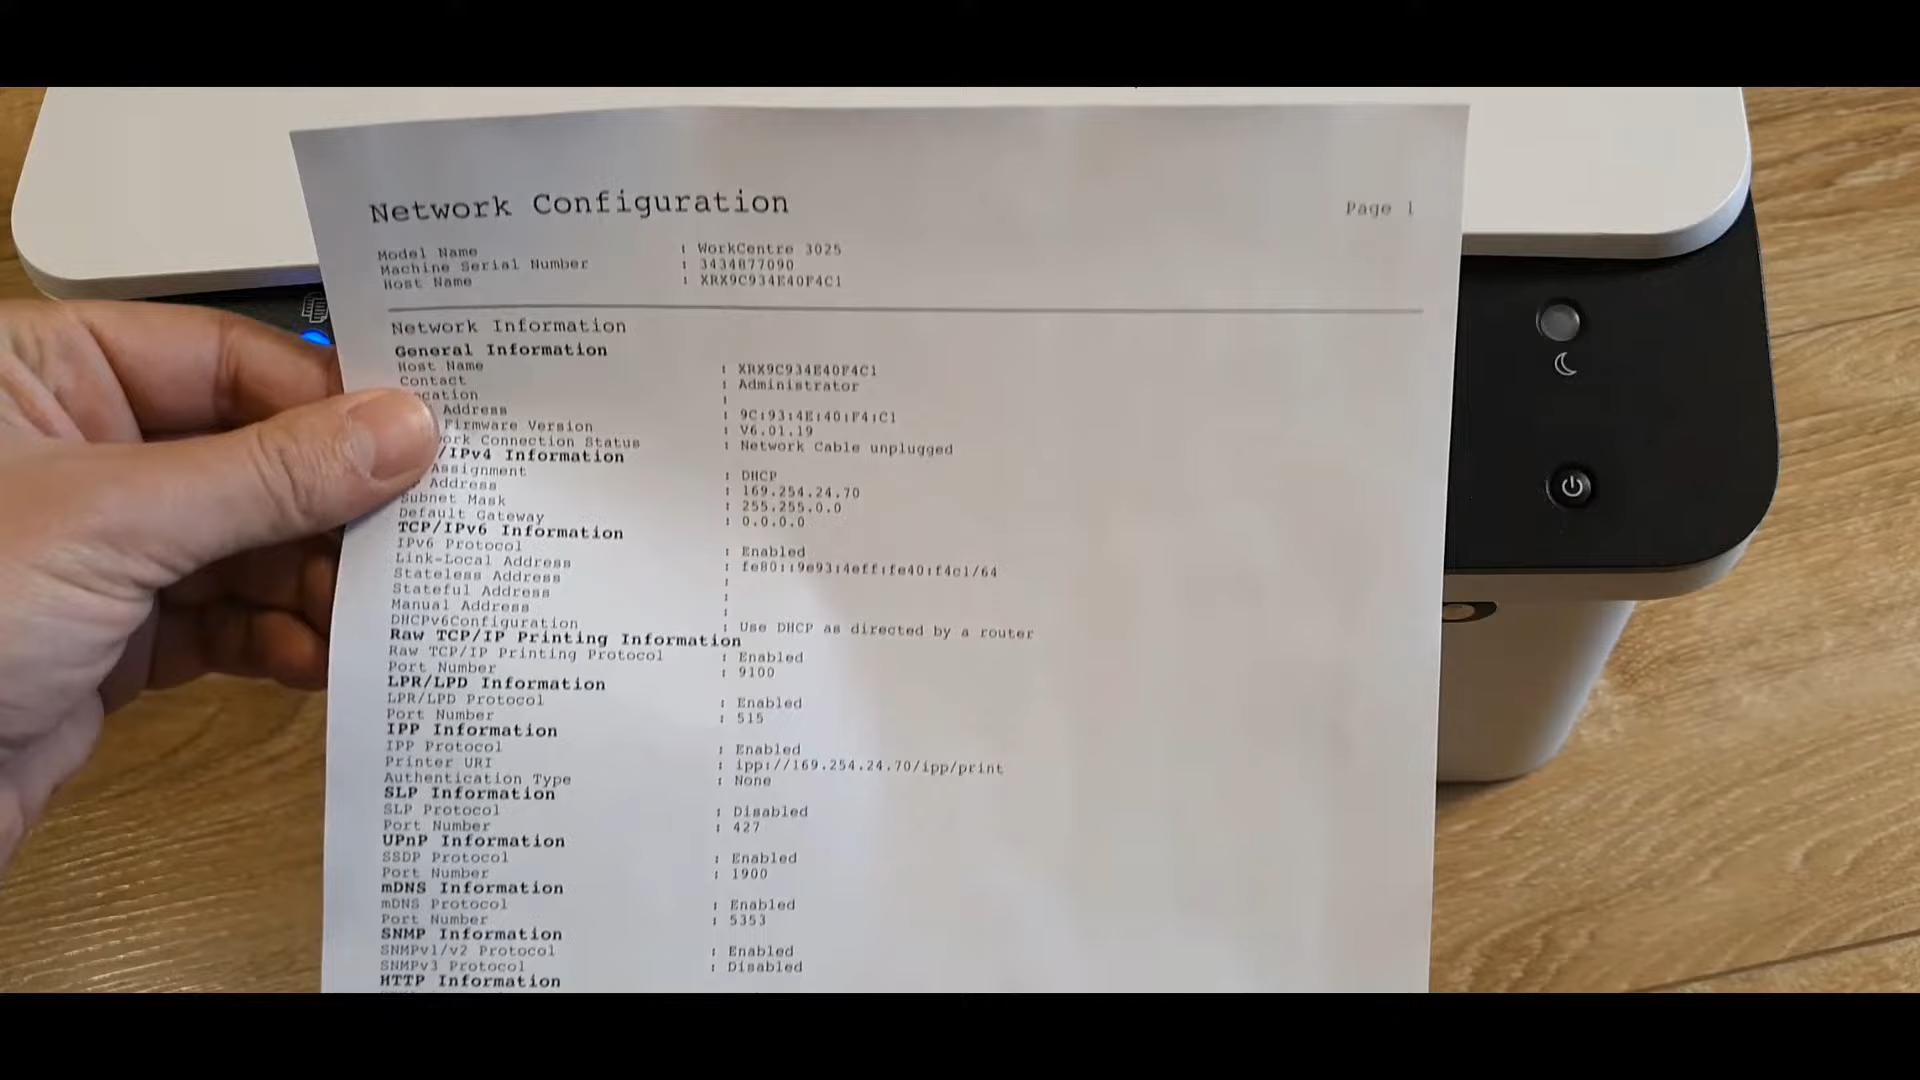 Network Configuration
Page 1
Model Name : WorkCentre 3025
Machine Serial Number : 3434877090
Host Name : XRX9C934E40F4C1
Network Information
General Information
Host Name : XRX9C934E40F4C1
Contact : Administrator
cation :
Address : 9C:93:4E:40:F4:C1
Firmware Version : V6.01.19
work Connection Status : Network Cable unplugged
/IPv4 Information
Assignment : DHCP
Address : 169.254.24.70
Subnet Mask : 255.255.0.0
Default Gateway : 0.0.0.0
TCP/IPv6 Information
IPv6 Protocol : Enabled
Link-Local Address : fe80::9e93:4eff:fe40:f4c1/64
Stateless Address :
Stateful Address :
Manual Address :
DHCPv6Configuration : Use DHCP as directed by a router
Raw TCP/IP Printing Information
Raw TCP/IP Printing Protocol : Enabled
Port Number : 9100
LPR/LPD Information
LPR/LPD Protocol : Enabled
Port Number : 515
IPP Information
IPP Protocol : Enabled
Printer URI : ipp://169.254.24.70/ipp/print
Authentication Type : None
SLP Information
SLP Protocol : Disabled
Port Number : 427
UPnP Information
SSDP Protocol : Enabled
Port Number : 1900
mDNS Information
mDNS Protocol : Enabled
Port Number : 5353
SNMP Information
SNMPv1/v2 Protocol : Enabled
SNMPv3 Protocol : Disabled
HTTP Information